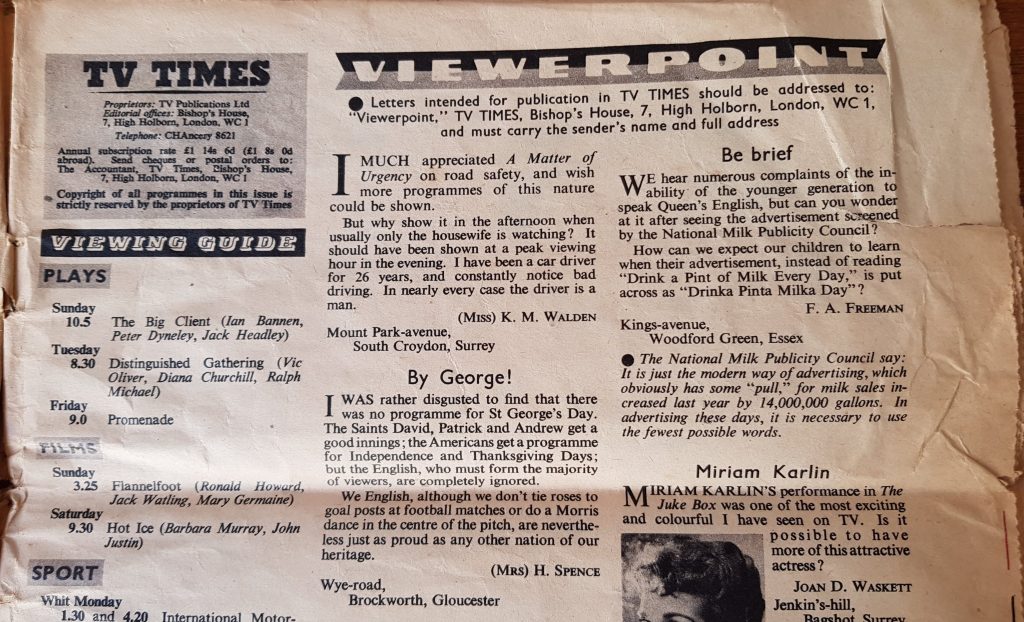 TV TIMES
Proprietors: TV Publications Ltd
Editorial offices: Bishop's House,
7, High Holborn, London, WC 1
Telephone: CHAncery 8621
Annual subscription rate £1 14s 6d (£1 8s 0d
abroad). Send cheques or postal orders to:
The Accountant, TV Times, Bishop's House,
7, High Holborn, London, WC 1
Copyright of all programmes in this issue is
strictly reserved by the proprietors of TV Times
VIEWING GUIDE
PLAYS
Sunday
10.5 The Big Client (Ian Bannen,
Peter Dyneley, Jack Headley)
Tuesday
8.30 Distinguished Gathering (Vic
Oliver, Diana Churchill, Ralph
Michael)
Friday
9.0 Promenade
FILMS
Sunday
3.25 Flannelfoot (Ronald Howard,
Jack Watling, Mary Germaine)
Saturday
9.30 Hot Ice (Barbara Murray, John
Justin)
SPORT
Whit Monday
1.30 and 4.20 International Motor-
VIEWERPOINT
● Letters intended for publication in TV TIMES should be addressed to:
"Viewerpoint," TV TIMES, Bishop's House, 7, High Holborn, London, WC 1,
and must carry the sender's name and full address
I MUCH appreciated A Matter of
Urgency on road safety, and wish
more programmes of this nature
could be shown.
But why show it in the afternoon when
usually only the housewife is watching? It
should have been shown at a peak viewing
hour in the evening. I have been a car driver
for 26 years, and constantly notice bad
driving. In nearly every case the driver is a
man.
(MISS) K. M. WALDEN
Mount Park-avenue,
South Croydon, Surrey
By George!
I WAS rather disgusted to find that there
was no programme for St George's Day.
The Saints David, Patrick and Andrew get a
good innings; the Americans get a programme
for Independence and Thanksgiving Days;
but the English, who must form the majority
of viewers, are completely ignored.
We English, although we don't tie roses to
goal posts at football matches or do a Morris
dance in the centre of the pitch, are neverthe-
less just as proud as any other nation of our
heritage.
(MRS) H. SPENCE
Wye-road,
Brockworth, Gloucester
Be brief
WE hear numerous complaints of the in-
ability of the younger generation to
speak Queen's English, but can you wonder
at it after seeing the advertisement screened
by the National Milk Publicity Council?
How can we expect our children to learn
when their advertisement, instead of reading
"Drink a Pint of Milk Every Day," is put
across as "Drinka Pinta Milka Day"?
F. A. FREEMAN
Kings-avenue,
Woodford Green, Essex
● The National Milk Publicity Council say:
It is just the modern way of advertising, which
obviously has some "pull," for milk sales in-
creased last year by 14,000,000 gallons. In
advertising these days, it is necessary to use
the fewest possible words.
Miriam Karlin
MIRIAM KARLIN'S performance in The
Juke Box was one of the most exciting
and colourful I have seen on TV. Is it
possible to have
more of this attractive
actress?
JOAN D. WASKETT
Jenkin's-hill,
Bagshot, Surrey